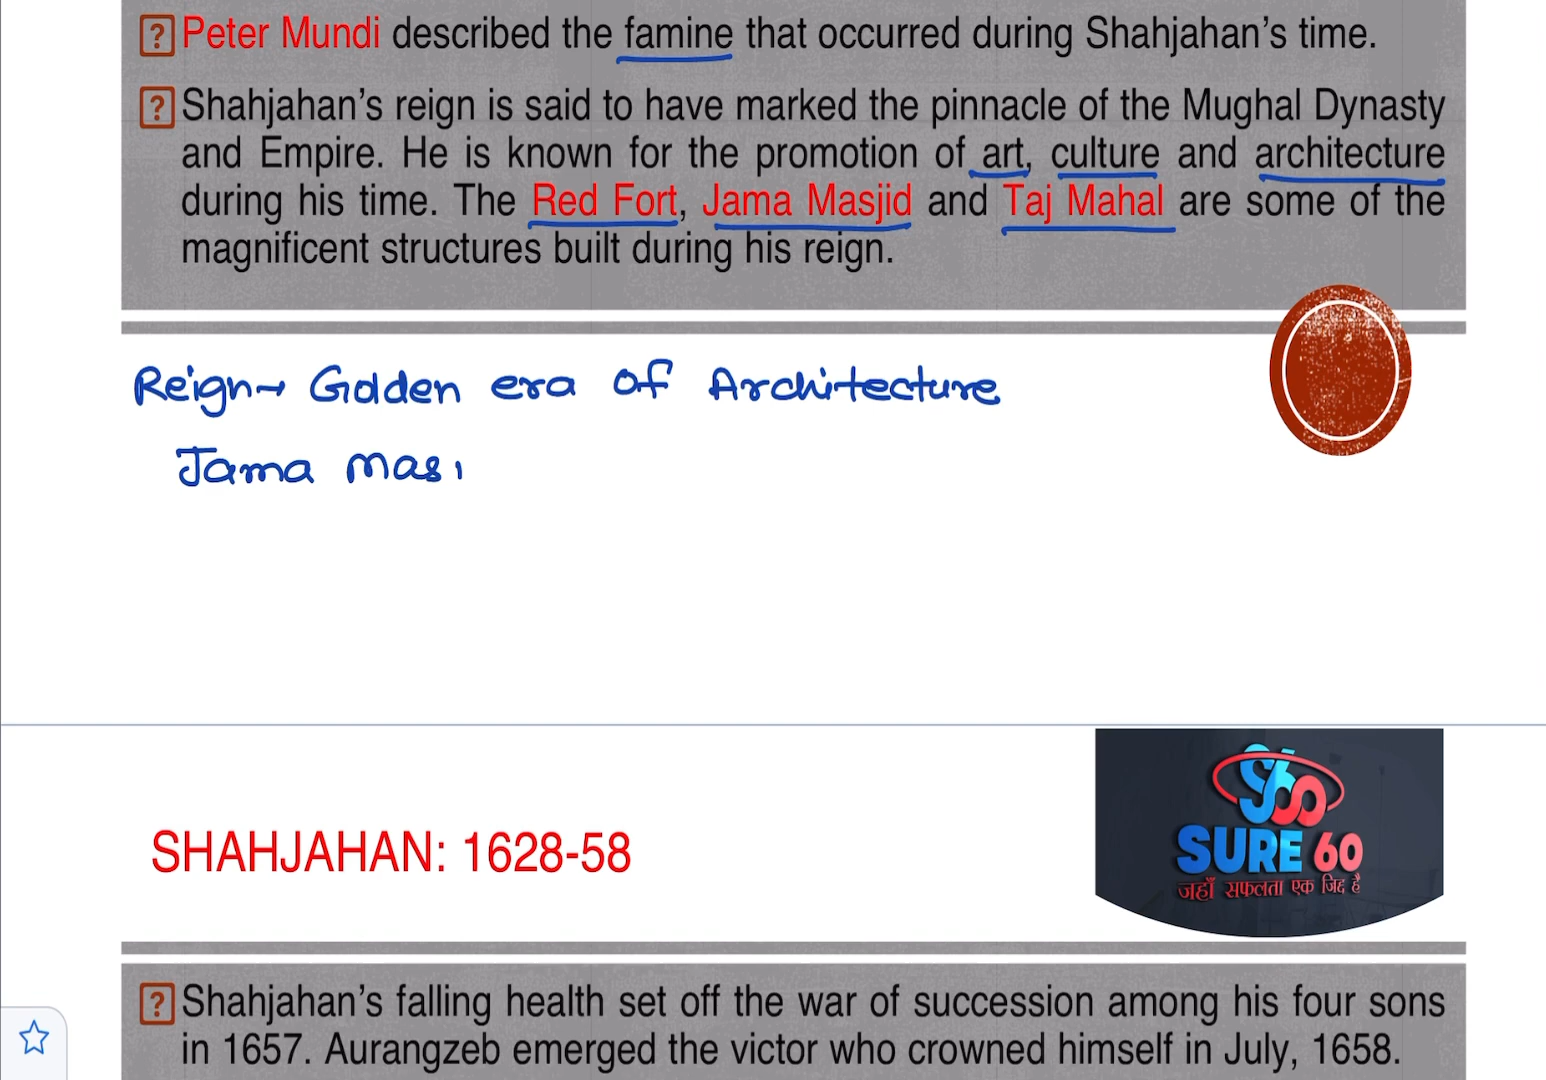 Peter Mundi described the famine that occurred during Shahjahan’s time.
Shahjahan’s reign is said to have marked the pinnacle of the Mughal Dynasty
and Empire. He is known for the promotion of art, culture and architecture
during his time. The Red Fort, Jama Masjid and Taj Mahal are some of the
magnificent structures built during his reign.
Reign→ Golden era of Architecture
Jama Masi
SHAHJAHAN: 1628-58
S60
SURE 60
जहाँ सफलता एक जिद्द है
Shahjahan’s falling health set off the war of succession among his four sons
in 1657. Aurangzeb emerged the victor who crowned himself in July, 1658.